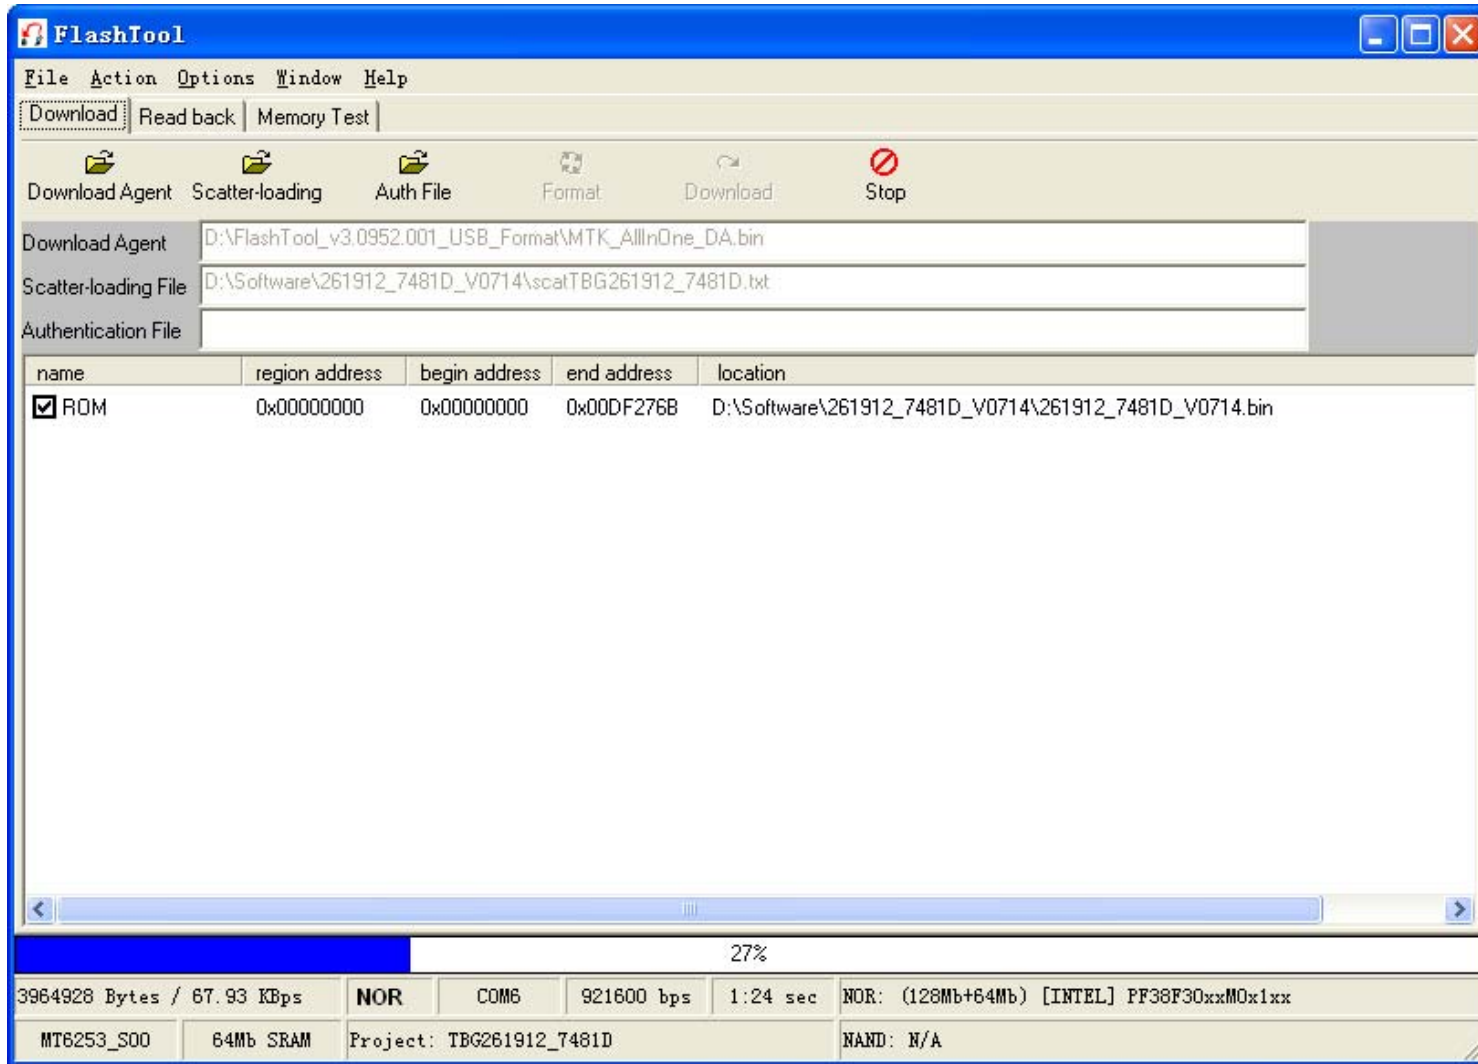 FlashTool
File Action Options Window Help
Download Read back Memory Test
Download Agent Scatter-loading Auth File Format Download Stop
Download Agent D:\FlashTool_v3.0952.001_USB_Format\MTK_AllInOne_DA.bin
Scatter-loading File D:\Software\261912_7481D_V0714\scatTBG261912_7481D.txt
Authentication File
name region address begin address end address location
ROM 0x00000000 0x00000000 0x00DF276B D:\Software\261912_7481D_V0714\261912_7481D_V0714.bin
27%
3964928 Bytes / 67.93 KBps NOR COM6 921600 bps 1:24 sec NOR: (128Mb+64Mb) [INTEL] PF38F30xxM0x1xx
MT6253_S00 64Mb SRAM Project: TBG261912_7481D NAND: N/A